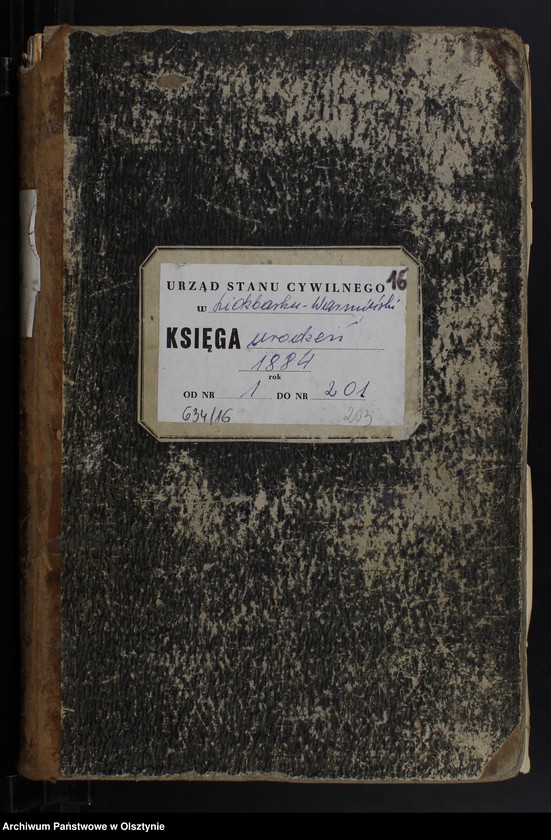 16
URZĄD STANU CYWILNEGO
w Lidzbarku-Warmiński
KSIĘGA urodzeń
1884
rok
OD NR 1 DO NR 201
634/16 203
Archiwum Państwowe w Olsztynie